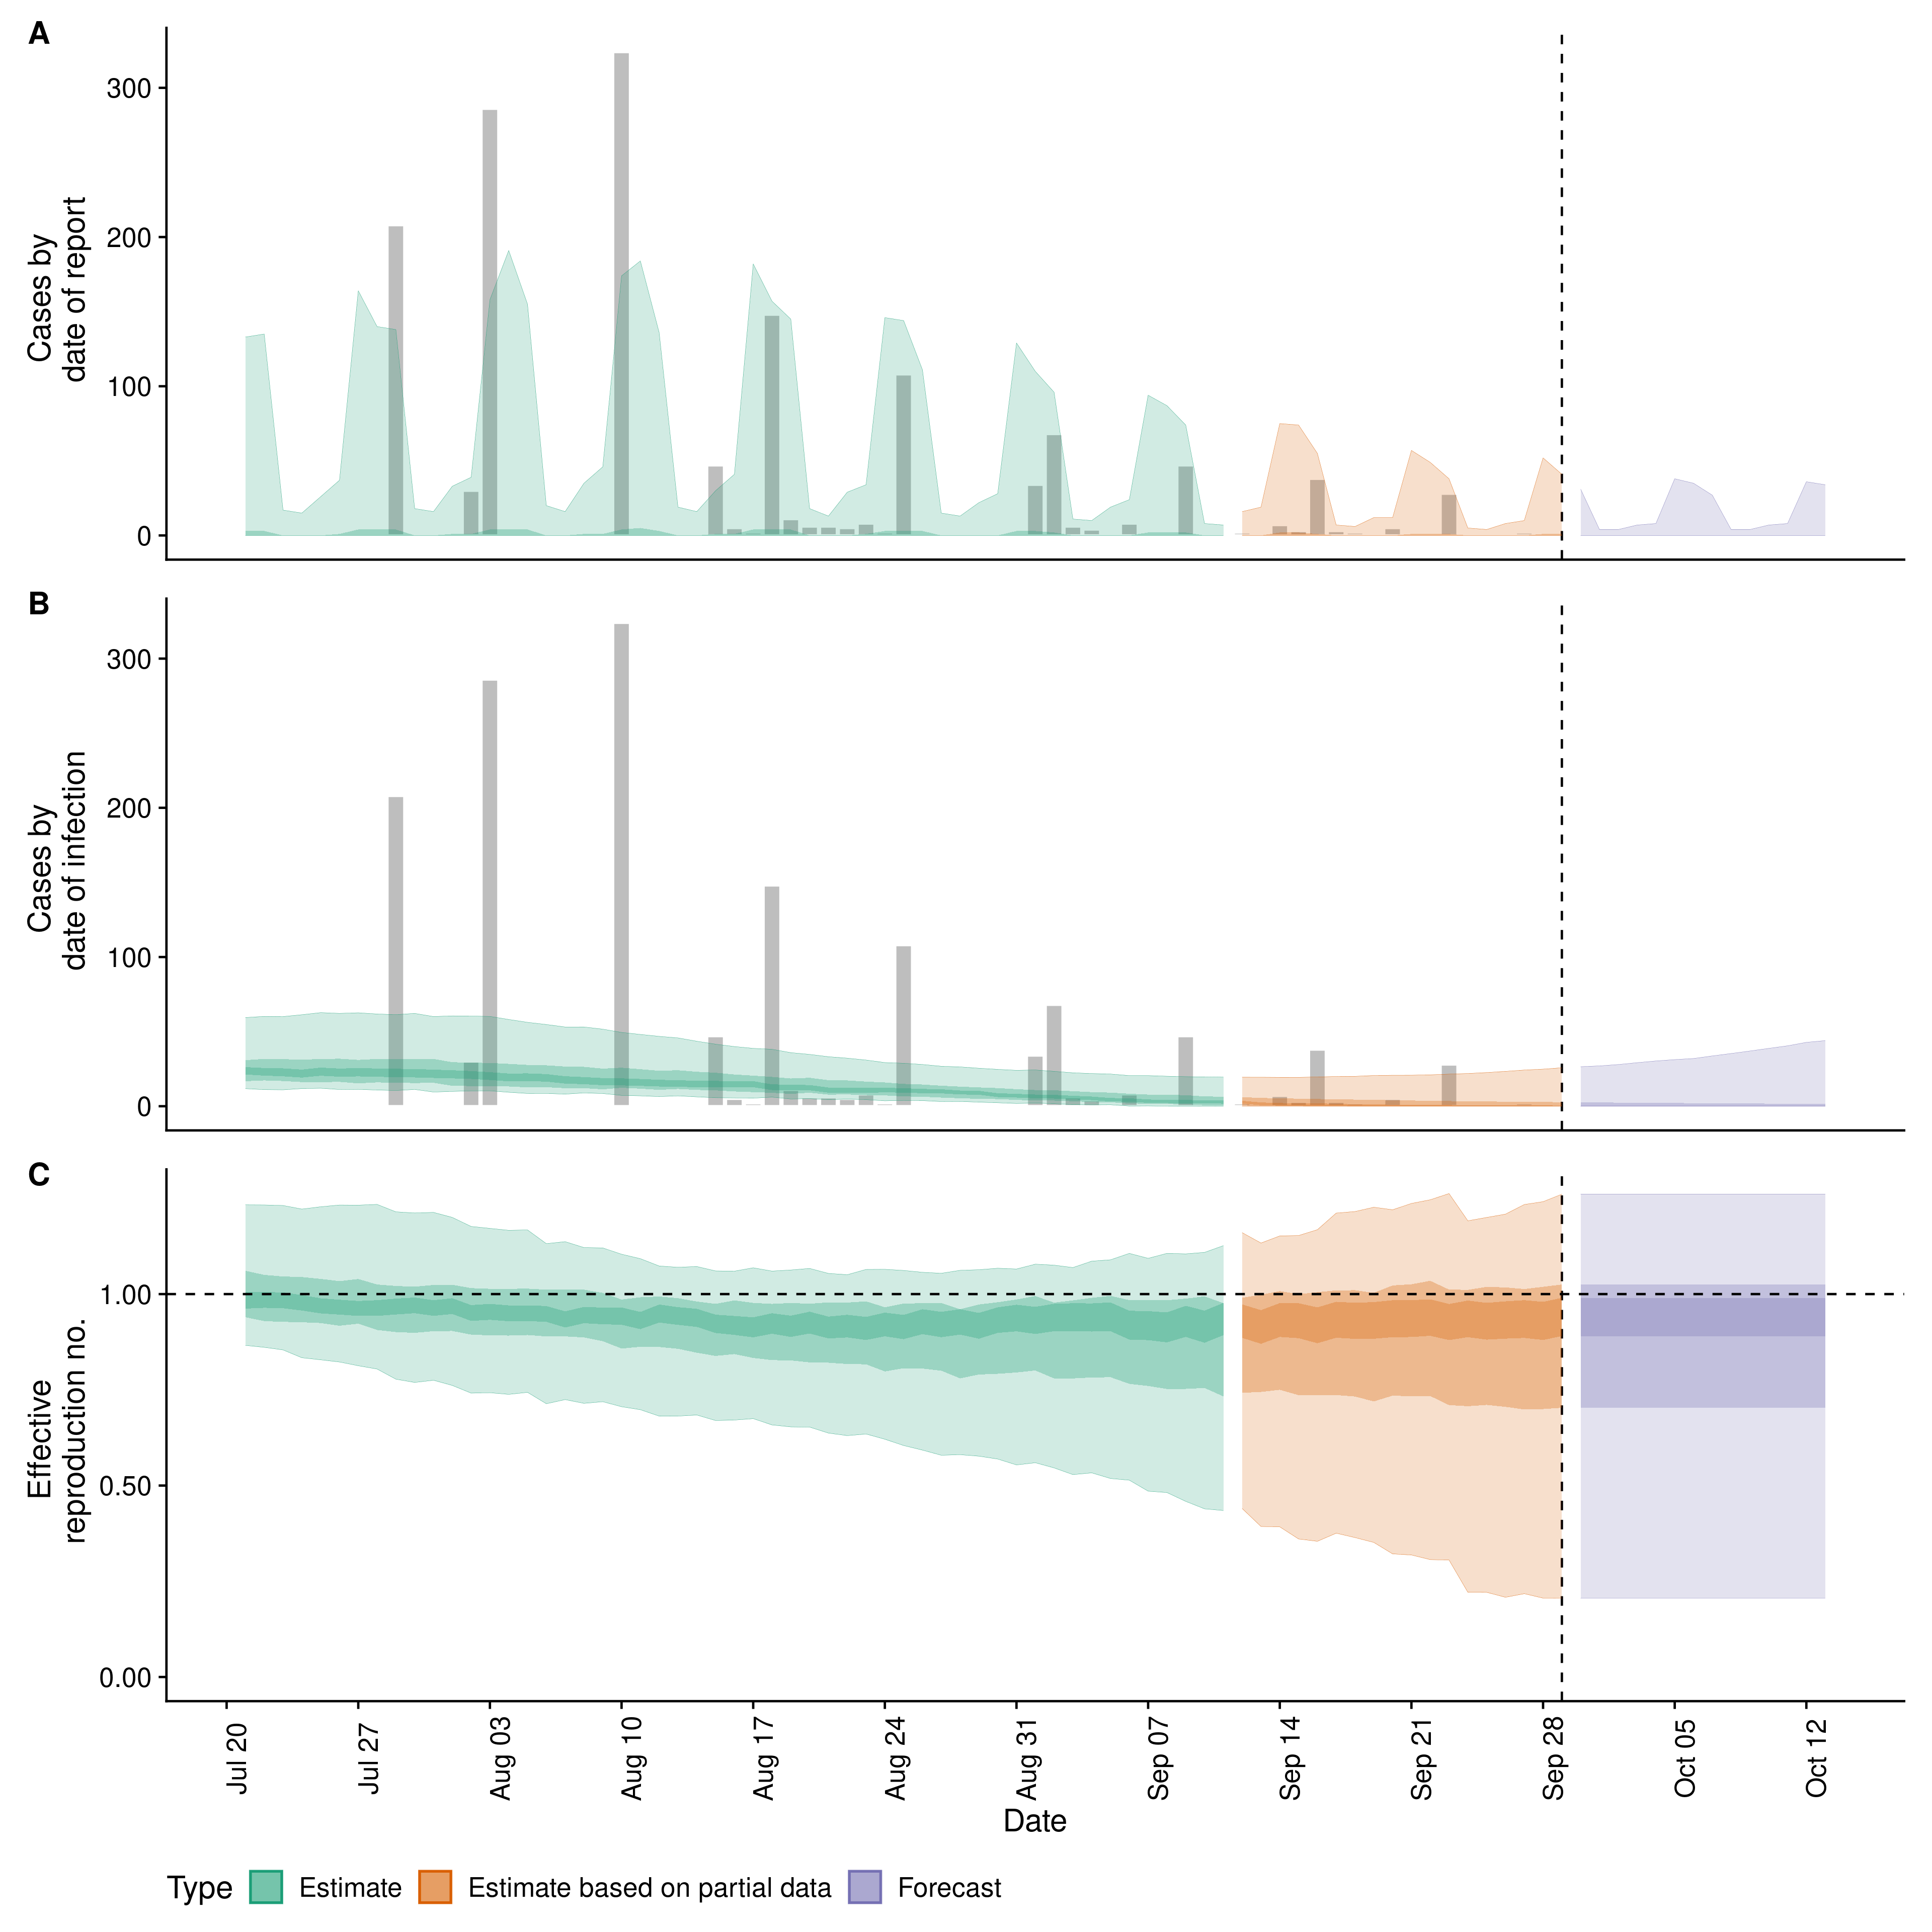 A
Cases by
date of report
300
200
100
0
B
Cases by
date of infection
300
200
100
0
C
Effective
reproduction no.
1.00
0.50
0.00
Jul 20
Jul 27
Aug 03
Aug 10
Aug 17
Aug 24
Aug 31
Sep 07
Sep 14
Sep 21
Sep 28
Oct 05
Oct 12
Date
Type
Estimate
Estimate based on partial data
Forecast